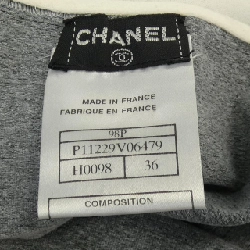 CHANEL
MADE IN FRANCE
FABRIQUE EN FRANCE
98P
P11229V06479
H0098 36
COMPOSITION